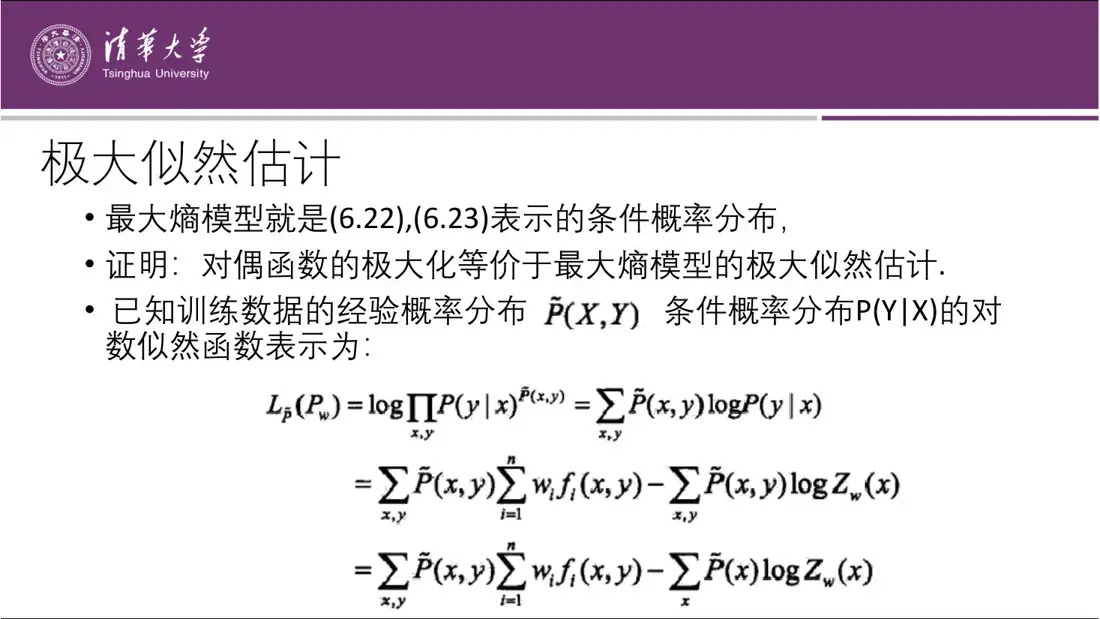 清华大学
Tsinghua University
极大似然估计
• 最大熵模型就是(6.22),(6.23)表示的条件概率分布,
• 证明：对偶函数的极大化等价于最大熵模型的极大似然估计.
• 已知训练数据的经验概率分布 P̃(X,Y) 条件概率分布P(Y|X)的对
数似然函数表示为：
L_P̃(P_w) = log ∏_{x,y} P(y|x)^{P̃(x,y)} = ∑_{x,y} P̃(x,y) log P(y|x)
= ∑_{x,y} P̃(x,y) ∑_{i=1}^{n} w_i f_i(x,y) − ∑_{x,y} P̃(x,y) log Z_w(x)
= ∑_{x,y} P̃(x,y) ∑_{i=1}^{n} w_i f_i(x,y) − ∑_x P̃(x) log Z_w(x)